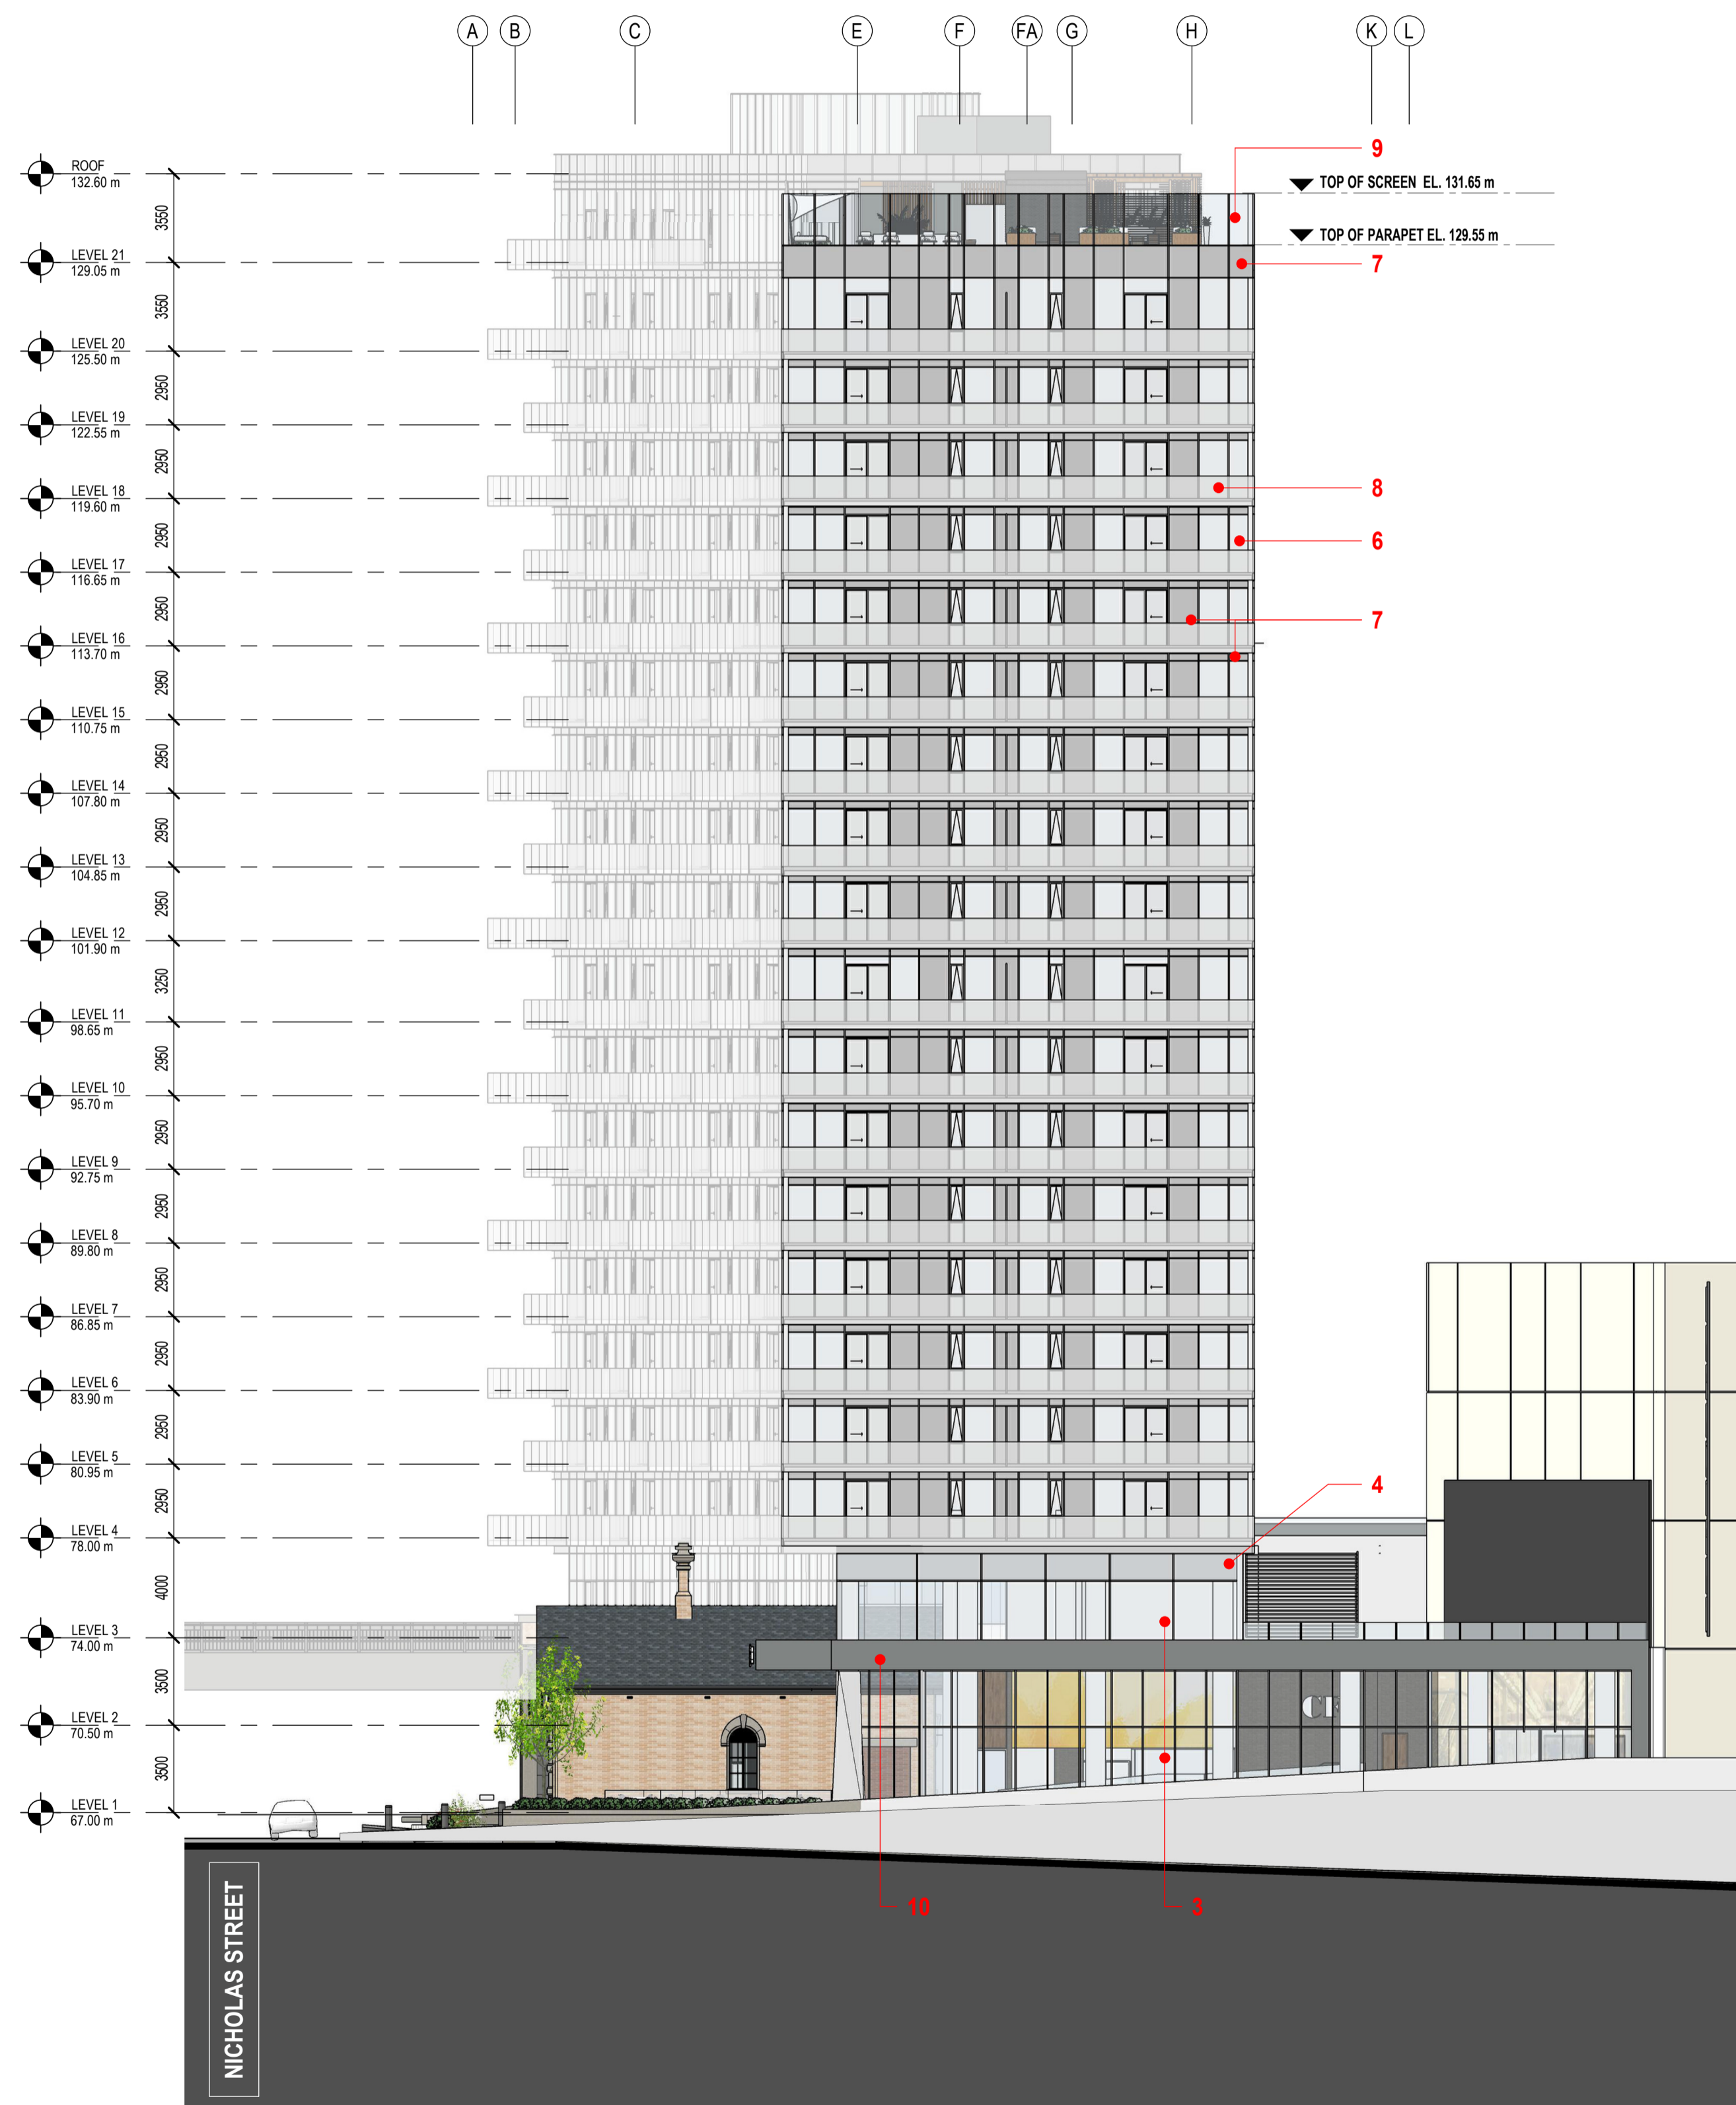 A B C E F FA G H K L
9
ROOF
132.60 m
TOP OF SCREEN EL. 131.65 m
3550
TOP OF PARAPET EL. 129.55 m
LEVEL 21
129.05 m
7
3550
LEVEL 20
125.50 m
2950
LEVEL 19
122.55 m
2950
8
LEVEL 18
119.60 m
2950
6
LEVEL 17
116.65 m
2950
7
LEVEL 16
113.70 m
2950
LEVEL 15
110.75 m
2950
LEVEL 14
107.80 m
2950
LEVEL 13
104.85 m
2950
LEVEL 12
101.90 m
3250
LEVEL 11
98.65 m
2950
LEVEL 10
95.70 m
2950
LEVEL 9
92.75 m
2950
LEVEL 8
89.80 m
2950
LEVEL 7
86.85 m
2950
LEVEL 6
83.90 m
2950
LEVEL 5
80.95 m
2950
4
LEVEL 4
78.00 m
4000
LEVEL 3
74.00 m
3500
LEVEL 2
70.50 m
3500
LEVEL 1
67.00 m
10
3
NICHOLAS STREET